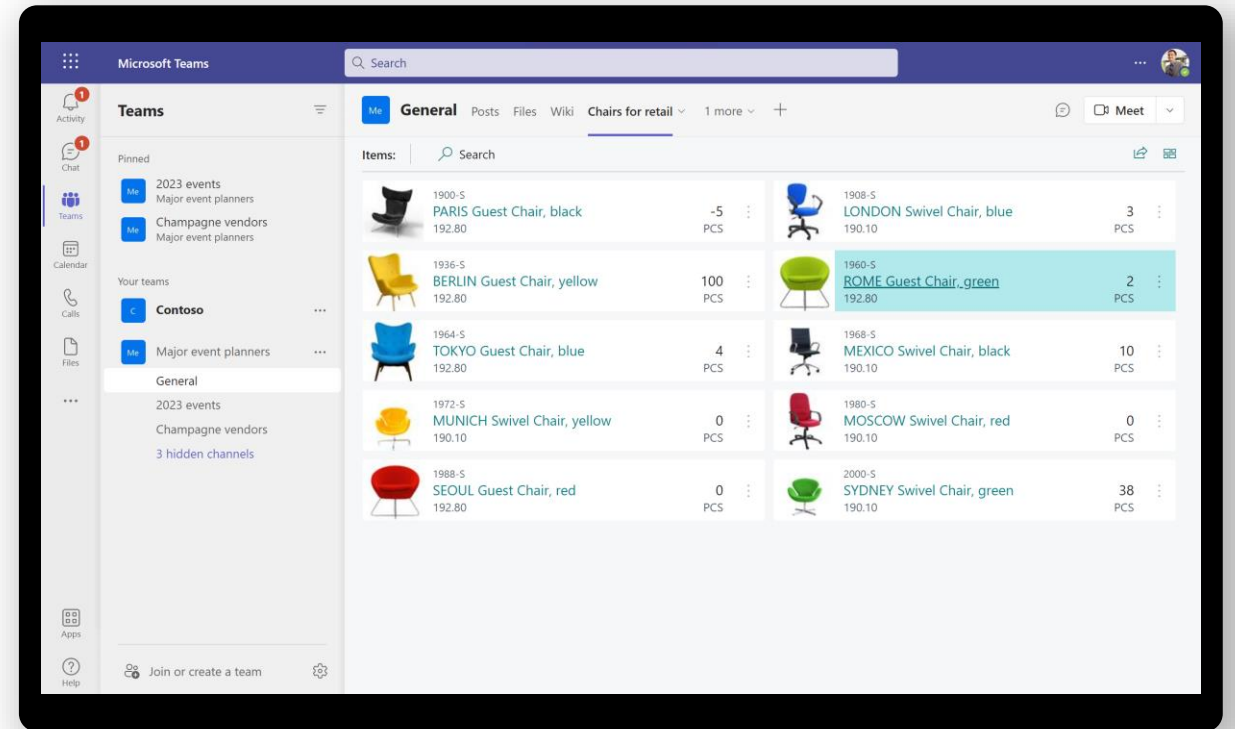 Microsoft Teams
Search
...
1
Activity
1
Chat
Teams
Calendar
Calls
Files
...
Apps
Help
Teams
Pinned
Me
2023 events
Major event planners
Me
Champagne vendors
Major event planners
Your teams
C
Contoso
...
Me
Major event planners
...
General
2023 events
Champagne vendors
3 hidden channels
Join or create a team
Me General Posts Files Wiki Chairs for retail 1 more
Meet
Items: Search
1900-S
PARIS Guest Chair, black -5
192.80 PCS
1908-S
LONDON Swivel Chair, blue 3
190.10 PCS
1936-S
BERLIN Guest Chair, yellow 100
192.80 PCS
1960-S
ROME Guest Chair, green 2
192.80 PCS
1964-S
TOKYO Guest Chair, blue 4
192.80 PCS
1968-S
MEXICO Swivel Chair, black 10
190.10 PCS
1972-S
MUNICH Swivel Chair, yellow 0
190.10 PCS
1980-S
MOSCOW Swivel Chair, red 0
190.10 PCS
1988-S
SEOUL Guest Chair, red 0
192.80 PCS
2000-S
SYDNEY Swivel Chair, green 38
190.10 PCS